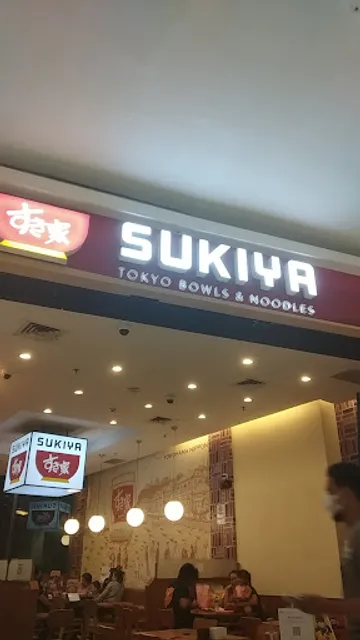 すき家
SUKIYA
TOKYO BOWLS & NOODLES
SUKIYA
すき家